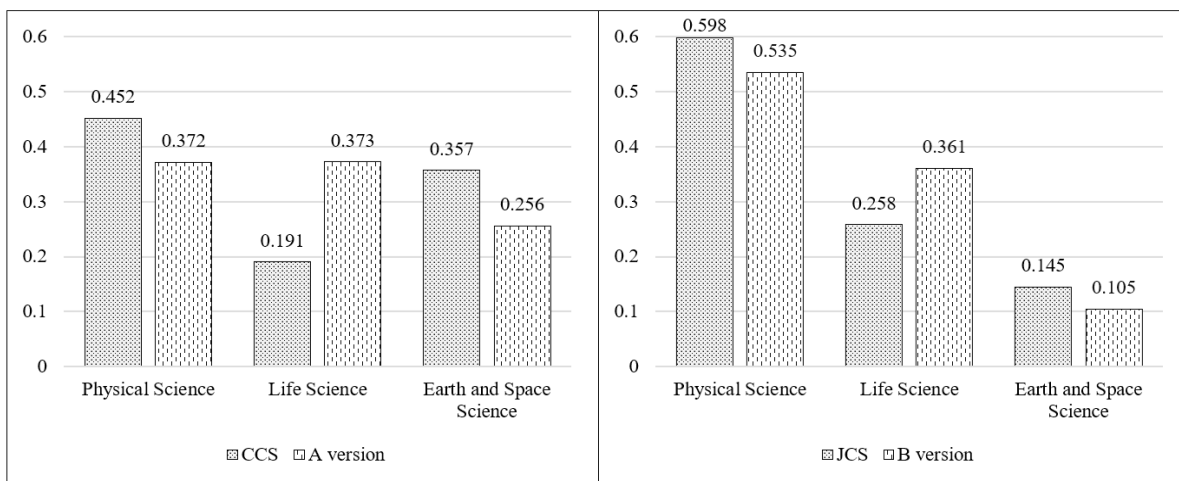 0.6
0.5
0.4
0.3
0.2
0.1
0
0.452
0.372
0.191
0.373
0.357
0.256
Physical Science
Life Science
Earth and Space
Science
CCS
A version
0.6
0.5
0.4
0.3
0.2
0.1
0
0.598
0.535
0.258
0.361
0.145
0.105
Physical Science
Life Science
Earth and Space
Science
JCS
B version